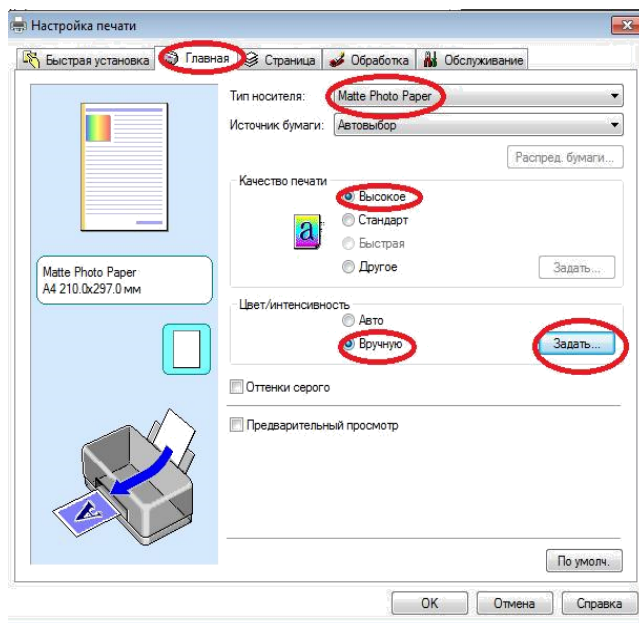 Настройка печати
Быстрая установка Главная Страница Обработка Обслуживание
Тип носителя: Matte Photo Paper
Источник бумаги: Автовыбор
Распред. бумаги...
Качество печати
Высокое
a Стандарт
Быстрая
Другое Задать...
Matte Photo Paper
A4 210.0x297.0 мм
Цвет/интенсивность
Авто
Вручную Задать...
Оттенки серого
Предварительный просмотр
A
По умолч.
OK Отмена Справка